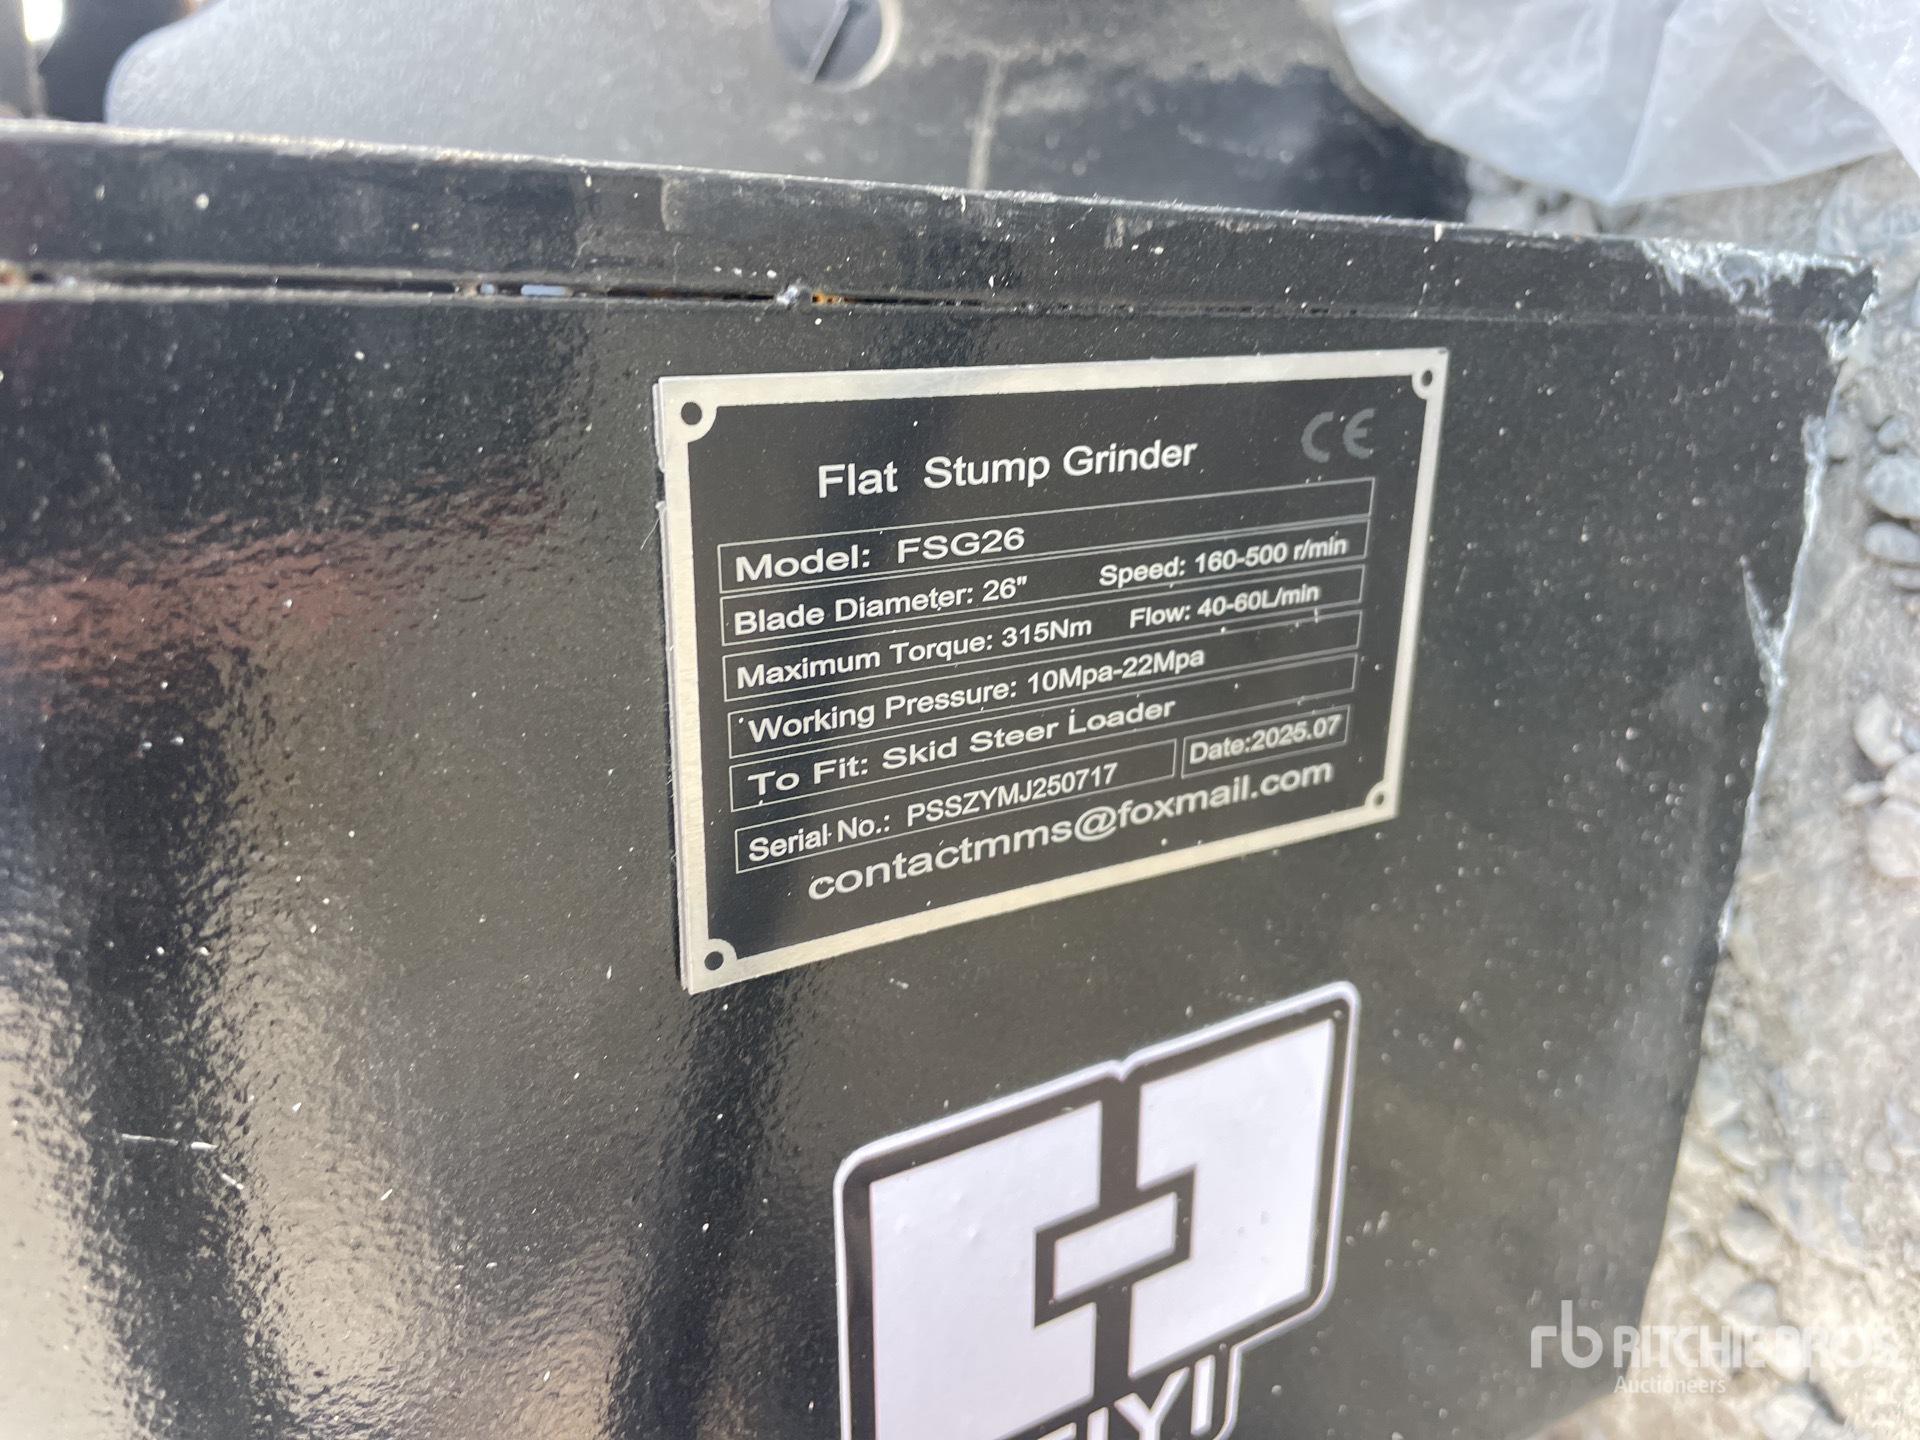 CE
Flat Stump Grinder
Model: FSG26
Blade Diameter: 26" Speed: 160-500 r/min
Maximum Torque: 315Nm Flow: 40-60L/min
Working Pressure: 10Mpa-22Mpa
To Fit: Skid Steer Loader
Serial No.: PSSZYMJ250717 Date:2025.07
contactmms@foxmail.com
rb RITCHIE BROS.
Auctioneers